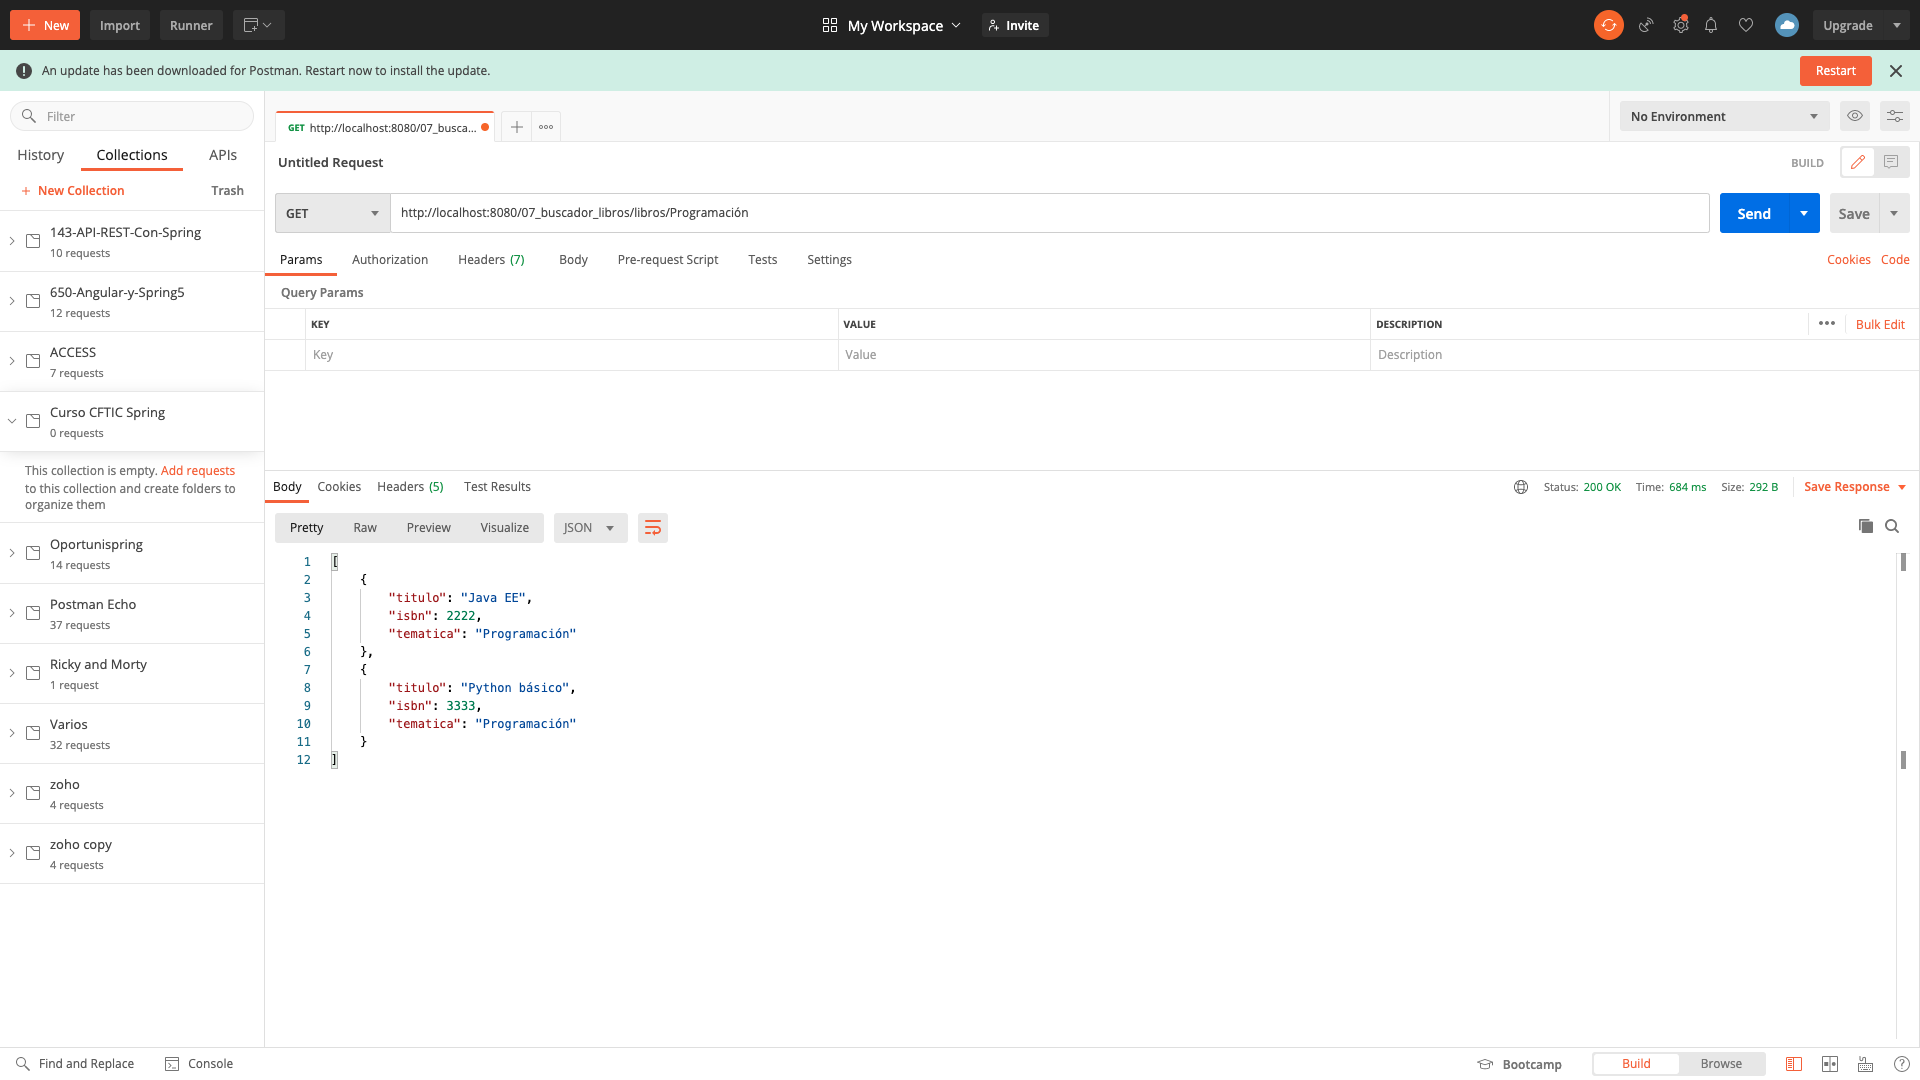 New
Import
Runner
My Workspace
Invite
Upgrade
An update has been downloaded for Postman. Restart now to install the update.
Restart
Filter
History
Collections
APIs
+ New Collection
Trash
143-API-REST-Con-Spring
10 requests
650-Angular-y-Spring5
12 requests
ACCESS
7 requests
Curso CFTIC Spring
0 requests
This collection is empty. Add requests
to this collection and create folders to
organize them
Oportunispring
14 requests
Postman Echo
37 requests
Ricky and Morty
1 request
Varios
32 requests
zoho
4 requests
zoho copy
4 requests
GET http://localhost:8080/07_busca...
No Environment
Untitled Request
BUILD
GET
http://localhost:8080/07_buscador_libros/libros/Programación
Send
Save
Params
Authorization
Headers (7)
Body
Pre-request Script
Tests
Settings
Cookies
Code
Query Params
KEY
VALUE
DESCRIPTION
Bulk Edit
Key
Value
Description
Body
Cookies
Headers (5)
Test Results
Status: 200 OK
Time: 684 ms
Size: 292 B
Save Response
Pretty
Raw
Preview
Visualize
JSON
1 [
2 {
3 "titulo": "Java EE",
4 "isbn": 2222,
5 "tematica": "Programación"
6 },
7 {
8 "titulo": "Python básico",
9 "isbn": 3333,
10 "tematica": "Programación"
11 }
12 ]
Find and Replace
Console
Bootcamp
Build
Browse